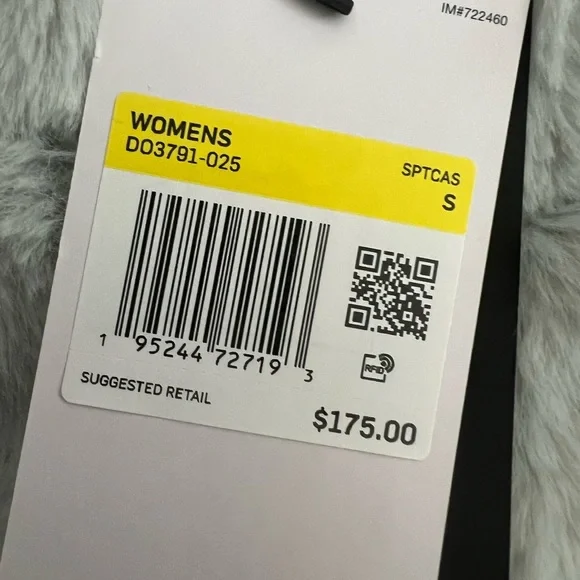 IM#722460
WOMENS
DO3791-025
SPTCAS
S
1 95244 72719 3
RFID
SUGGESTED RETAIL
$175.00